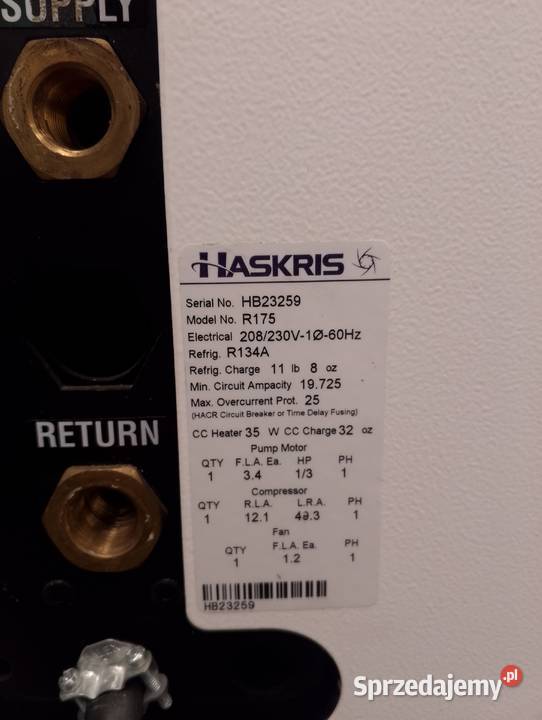 SUPPLY
HASKRIS
Serial No. HB23259
Model No. R175
Electrical 208/230V-1Ø-60Hz
Refrig. R134A
Refrig. Charge 11 lb 8 oz
Min. Circuit Ampacity 19.725
Max. Overcurrent Prot. 25
(HACR Circuit Breaker or Time Delay Fusing)
CC Heater 35 W CC Charge 32 oz
Pump Motor
QTY F.L.A. Ea. HP PH
1 3.4 1/3 1
Compressor
QTY R.L.A. L.R.A. PH
1 12.1 49.3 1
Fan
QTY F.L.A. Ea. PH
1 1.2 1
HB23259
RETURN
Sprzedajemy.pl